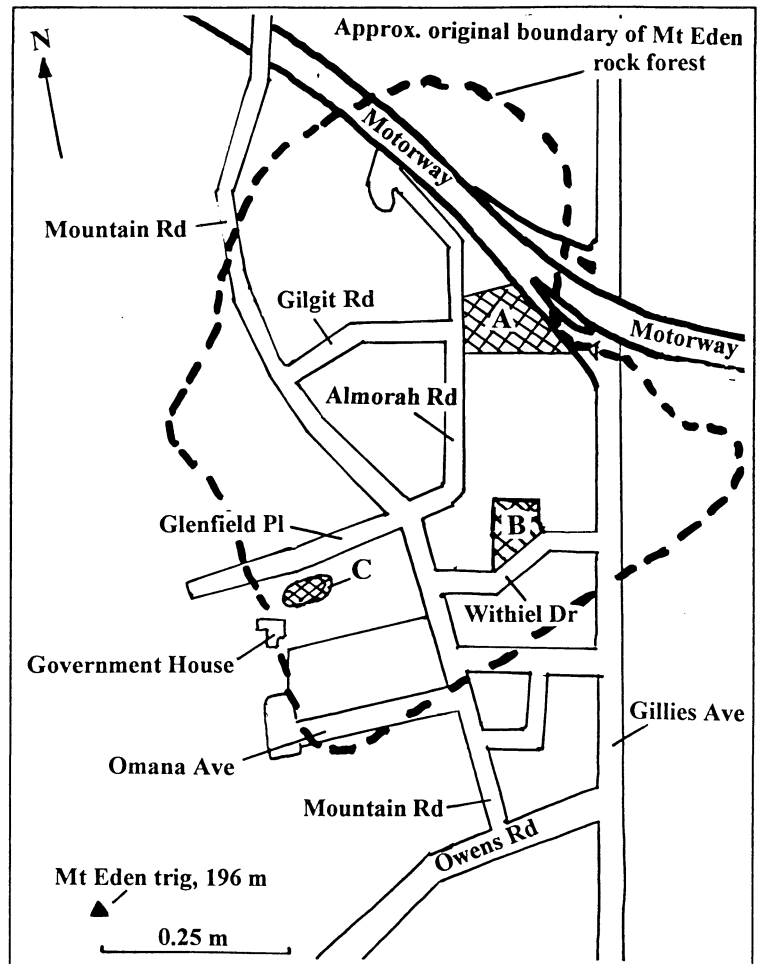 Approx. original boundary of Mt Eden
rock forest
N
Motorway
Mountain Rd
Gilgit Rd
A
Motorway
Almorah Rd
Glenfield Pl
B
C
Withiel Dr
Government House
Gillies Ave
Omana Ave
Mountain Rd
Owens Rd
Mt Eden trig, 196 m
0.25 m